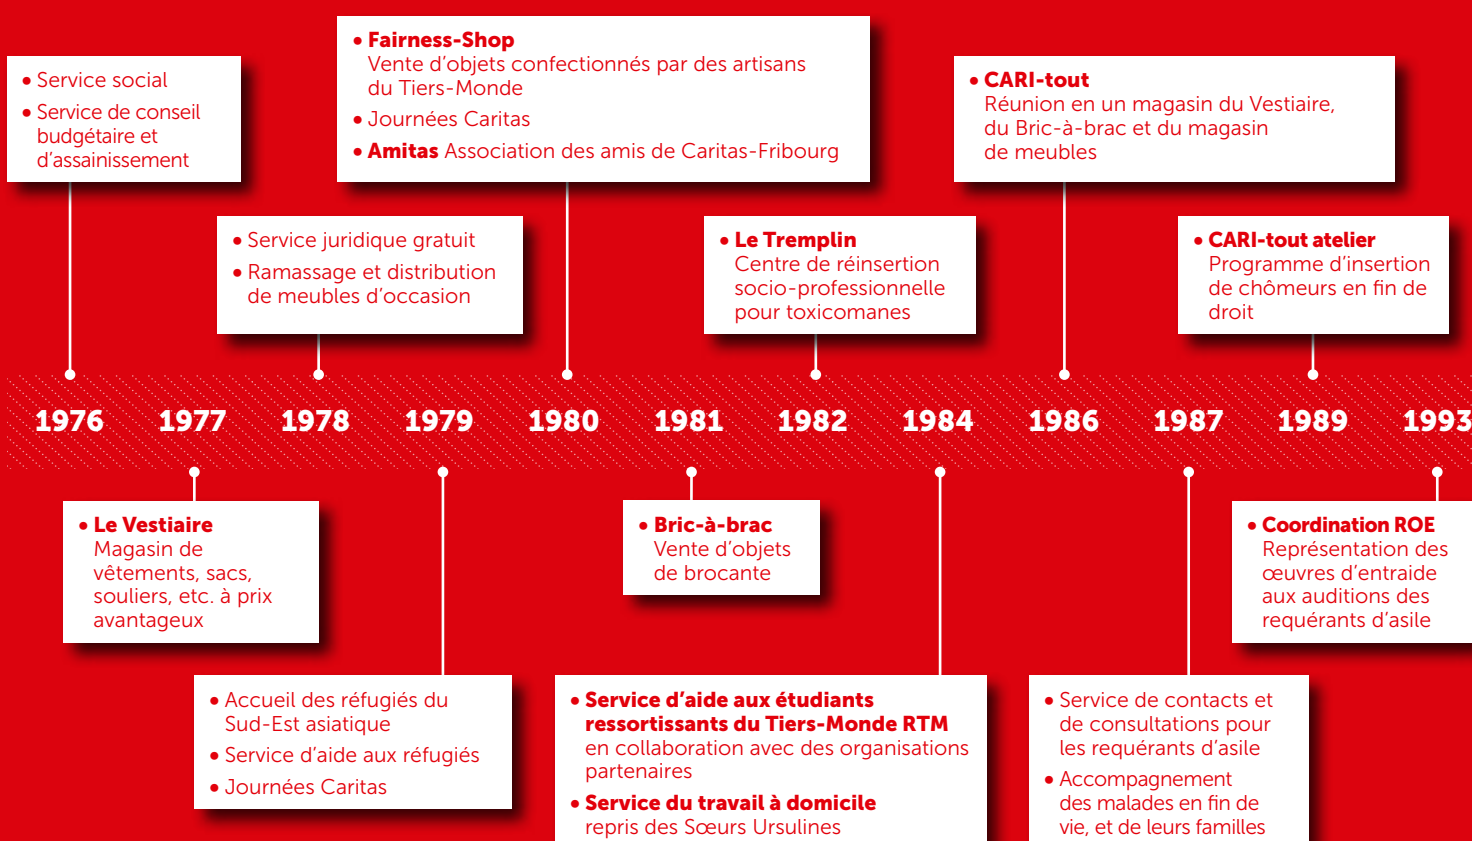 • Service social
• Service de conseil
budgétaire et
d'assainissement
• Fairness-Shop
Vente d'objets confectionnés par des artisans
du Tiers-Monde
• Journées Caritas
• Amitas Association des amis de Caritas-Fribourg
• CARI-tout
Réunion en un magasin du Vestiaire,
du Bric-à-brac et du magasin
de meubles
• Service juridique gratuit
• Ramassage et distribution
de meubles d'occasion
• Le Tremplin
Centre de réinsertion
socio-professionnelle
pour toxicomanes
• CARI-tout atelier
Programme d'insertion
de chômeurs en fin de
droit
1976 1977 1978 1979 1980 1981 1982 1984 1986 1987 1989 1993
• Le Vestiaire
Magasin de
vêtements, sacs,
souliers, etc. à prix
avantageux
• Bric-à-brac
Vente d'objets
de brocante
• Coordination ROE
Représentation des
œuvres d'entraide
aux auditions des
requérants d'asile
• Accueil des réfugiés du
Sud-Est asiatique
• Service d'aide aux réfugiés
• Journées Caritas
• Service d'aide aux étudiants
ressortissants du Tiers-Monde RTM
en collaboration avec des organisations
partenaires
• Service du travail à domicile
repris des Sœurs Ursulines
• Service de contacts et
de consultations pour
les requérants d'asile
• Accompagnement
des malades en fin de
vie, et de leurs familles